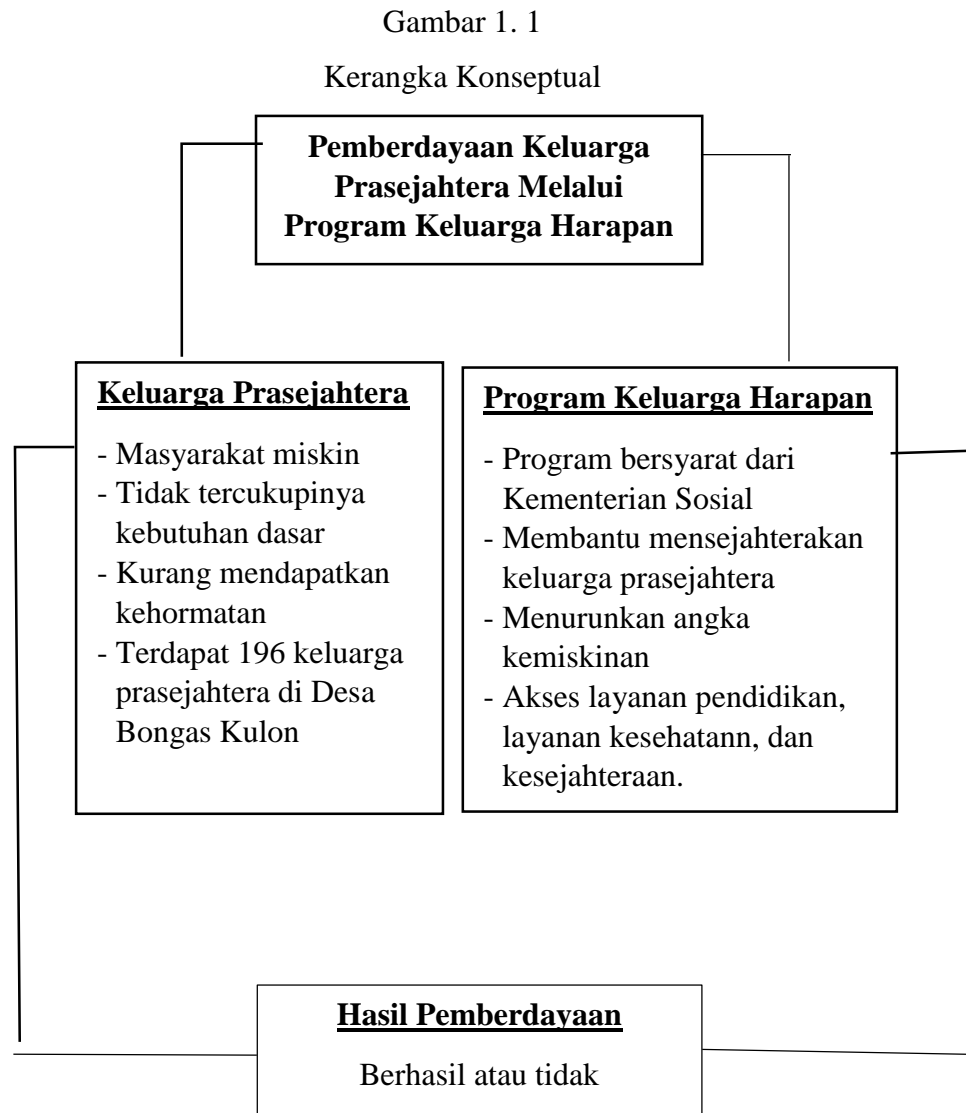 Gambar 1. 1
Kerangka Konseptual
Pemberdayaan Keluarga
Prasejahtera Melalui
Program Keluarga Harapan
Keluarga Prasejahtera
- Masyarakat miskin
- Tidak tercukupinya
kebutuhan dasar
- Kurang mendapatkan
kehormatan
- Terdapat 196 keluarga
prasejahtera di Desa
Bongas Kulon
Program Keluarga Harapan
- Program bersyarat dari
Kementerian Sosial
- Membantu mensejahterakan
keluarga prasejahtera
- Menurunkan angka
kemiskinan
- Akses layanan pendidikan,
layanan kesehatann, dan
kesejahteraan.
Hasil Pemberdayaan
Berhasil atau tidak